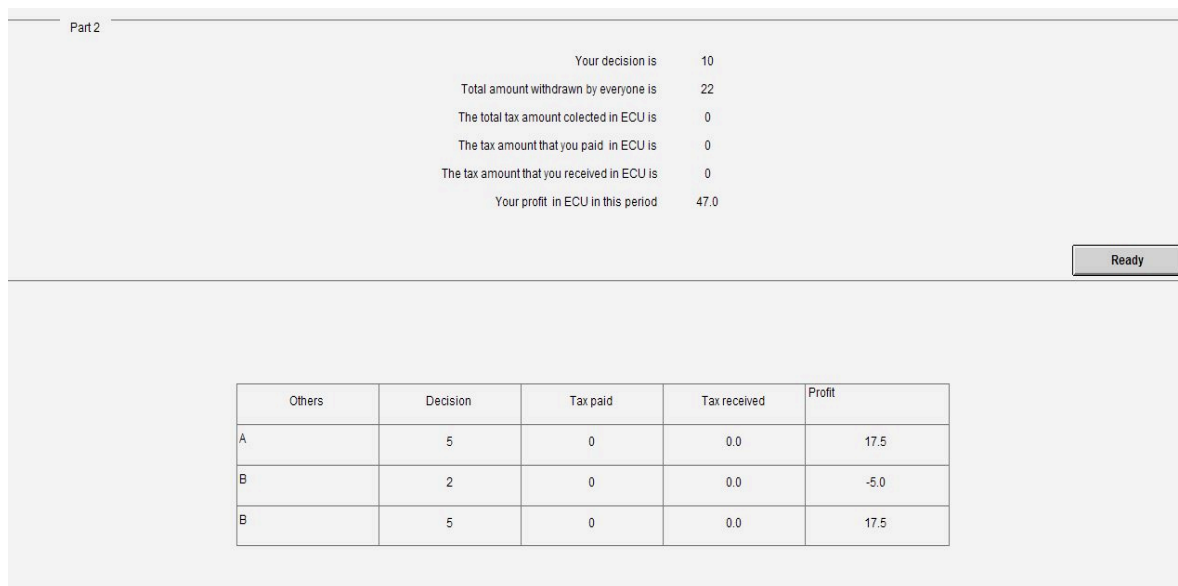 Part 2
Your decision is 10
Total amount withdrawn by everyone is 22
The total tax amount colected in ECU is 0
The tax amount that you paid in ECU is 0
The tax amount that you received in ECU is 0
Your profit in ECU in this period 47.0
Ready
Others Decision Tax paid Tax received Profit
A 5 0 0.0 17.5
B 2 0 0.0 -5.0
B 5 0 0.0 17.5